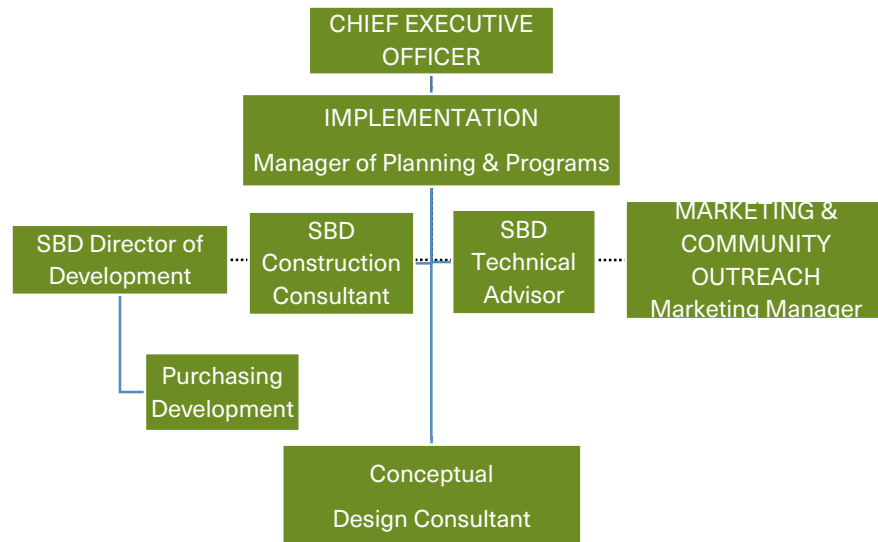 CHIEF EXECUTIVE
OFFICER
IMPLEMENTATION
Manager of Planning & Programs
SBD Director of
Development
SBD
Construction
Consultant
SBD
Technical
Advisor
MARKETING &
COMMUNITY
OUTREACH
Marketing Manager
Purchasing
Development
Conceptual
Design Consultant